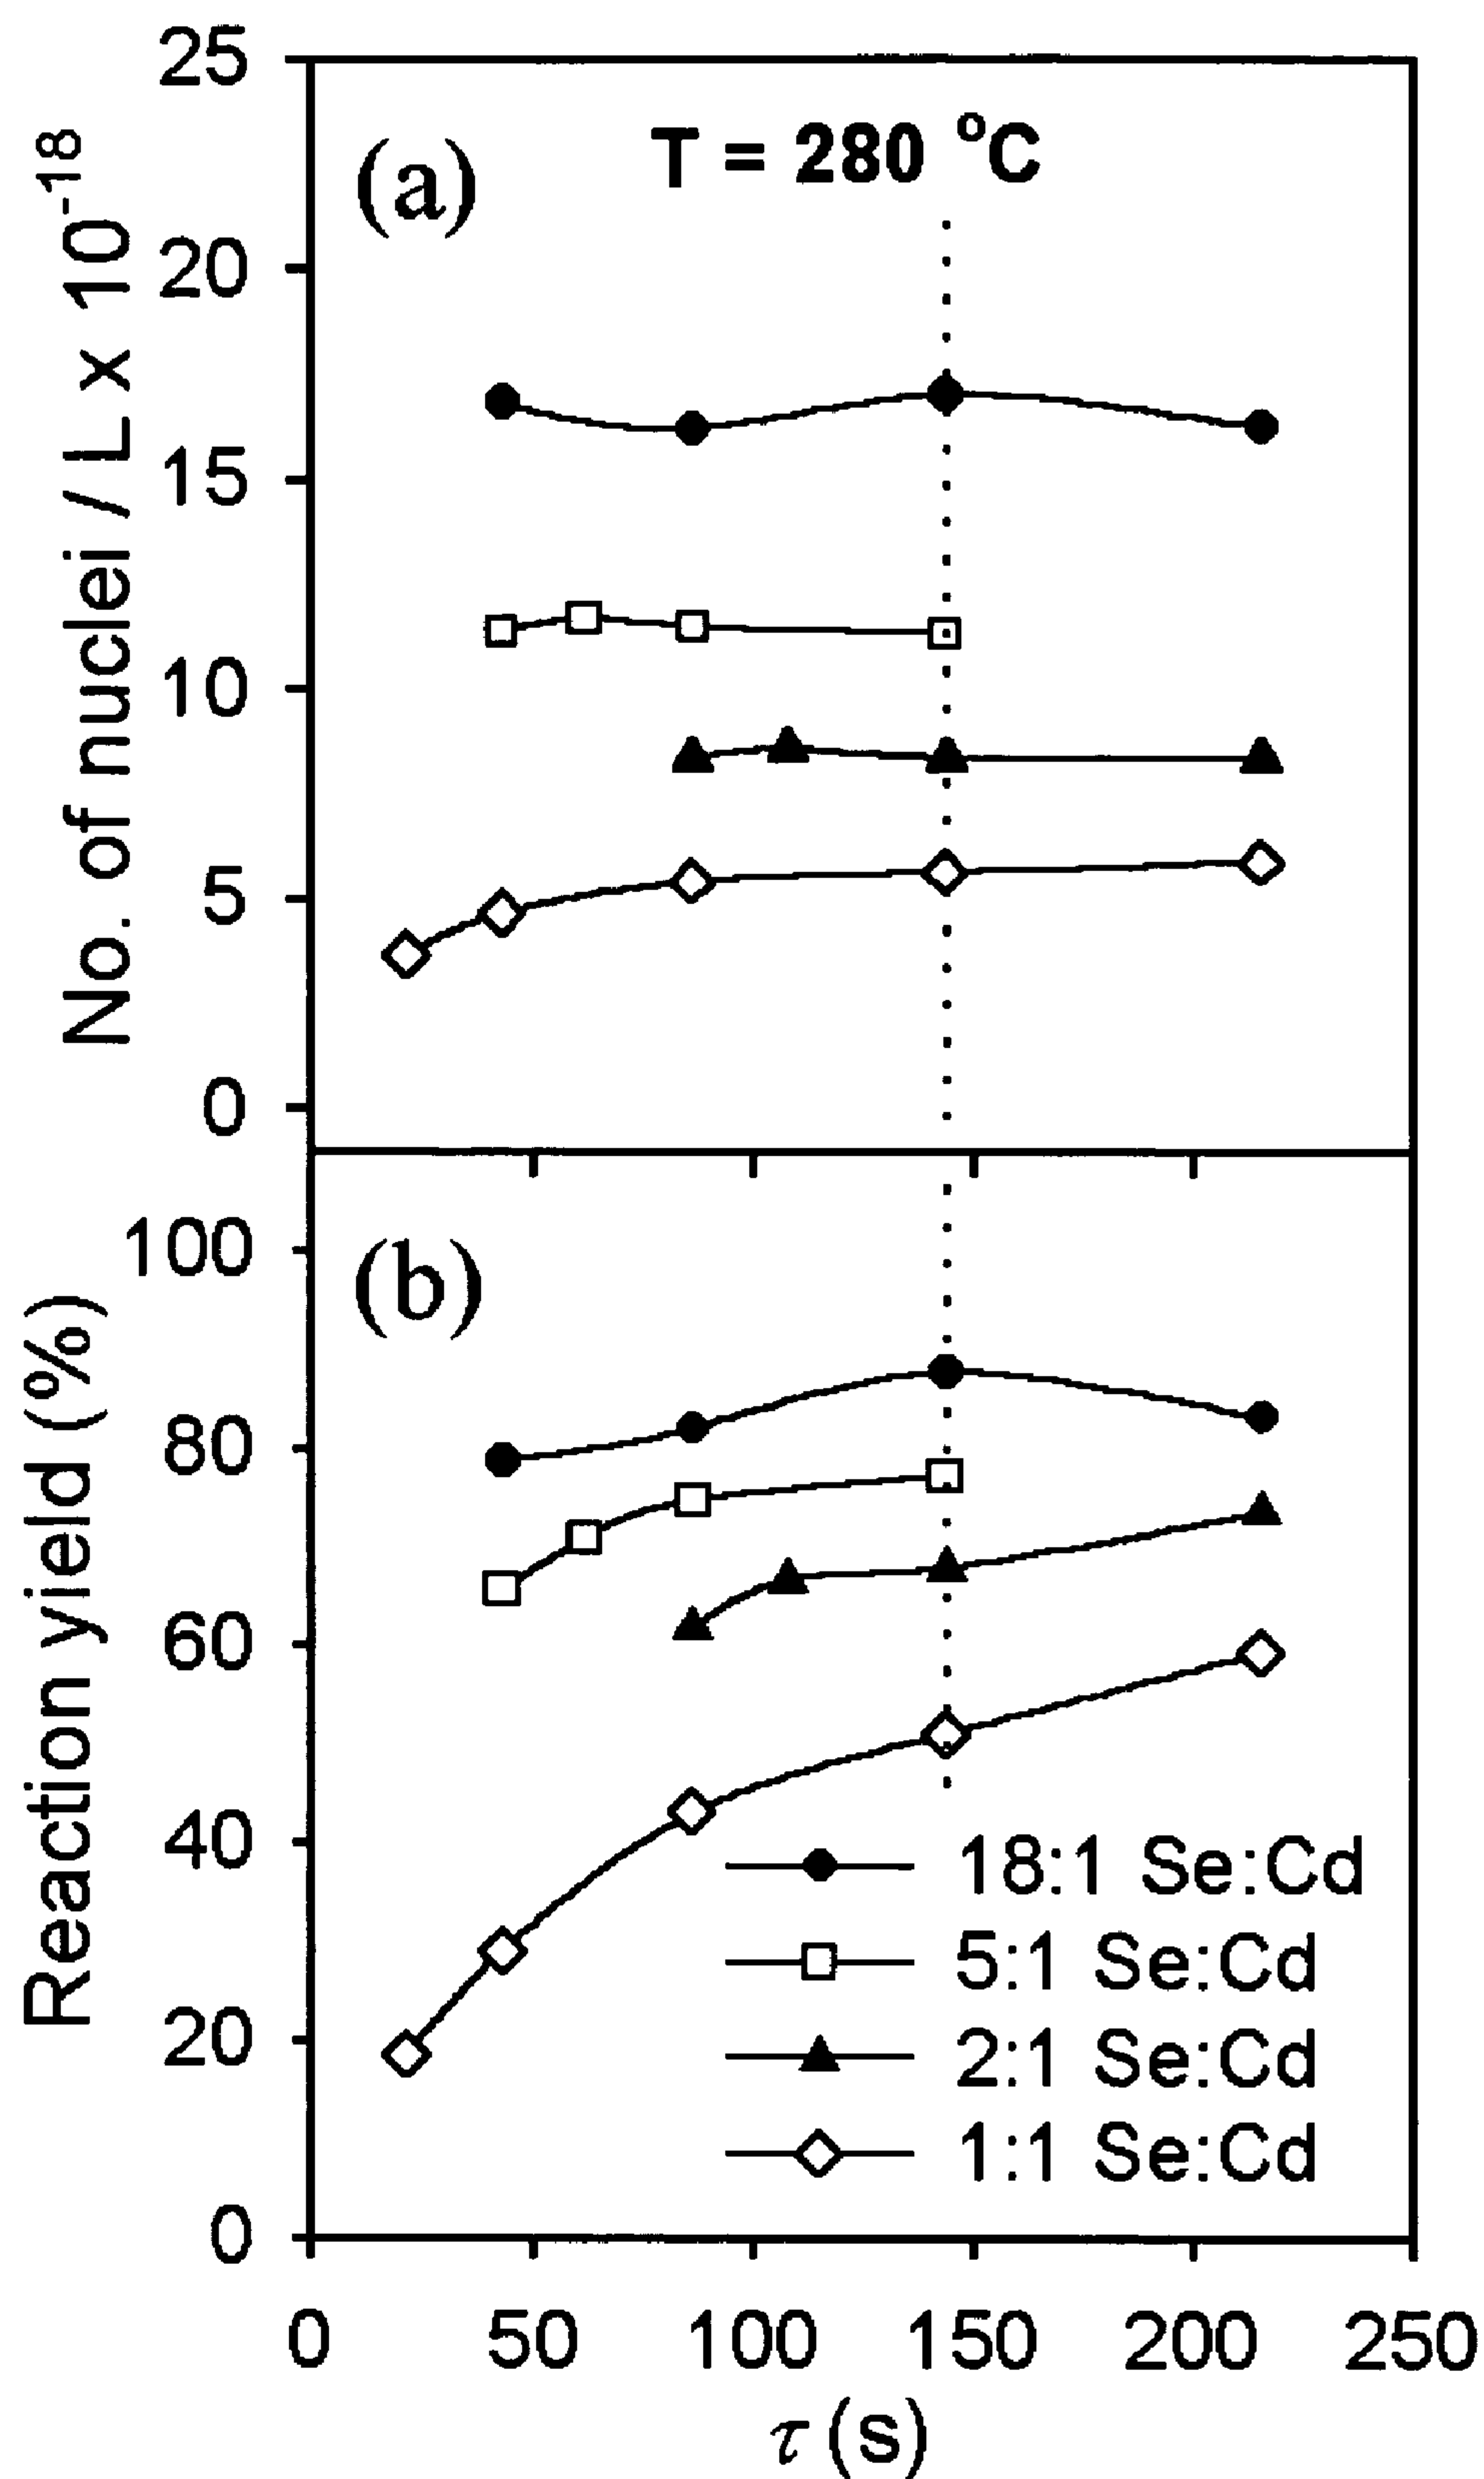 25
(a)
T = 280 °C
20
15
10
5
0
No. of nuclei / L x 10⁻¹⁸
100
(b)
80
60
40
20
0
Reaction yield (%)
18:1 Se:Cd
5:1 Se:Cd
2:1 Se:Cd
1:1 Se:Cd
0 50 100 150 200 250
τ (s)